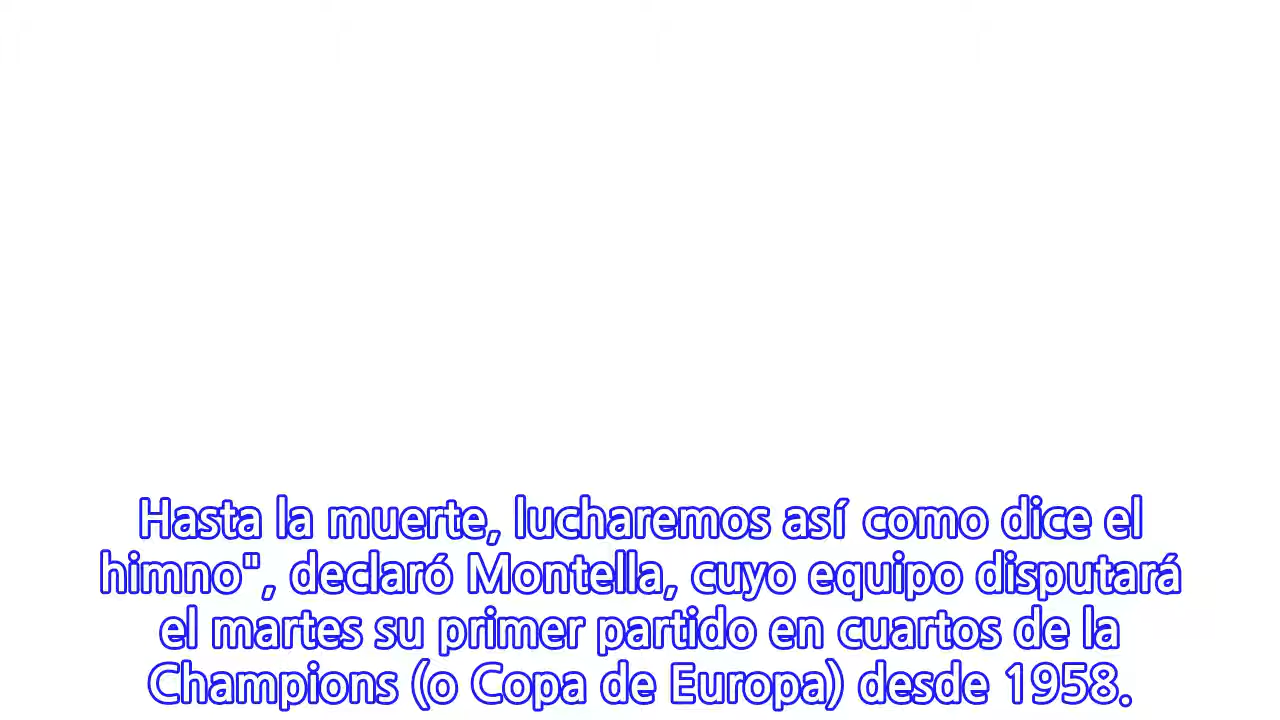 Hasta la muerte, lucharemos así como dice el
himno", declaró Montella, cuyo equipo disputará
el martes su primer partido en cuartos de la
Champions (o Copa de Europa) desde 1958.